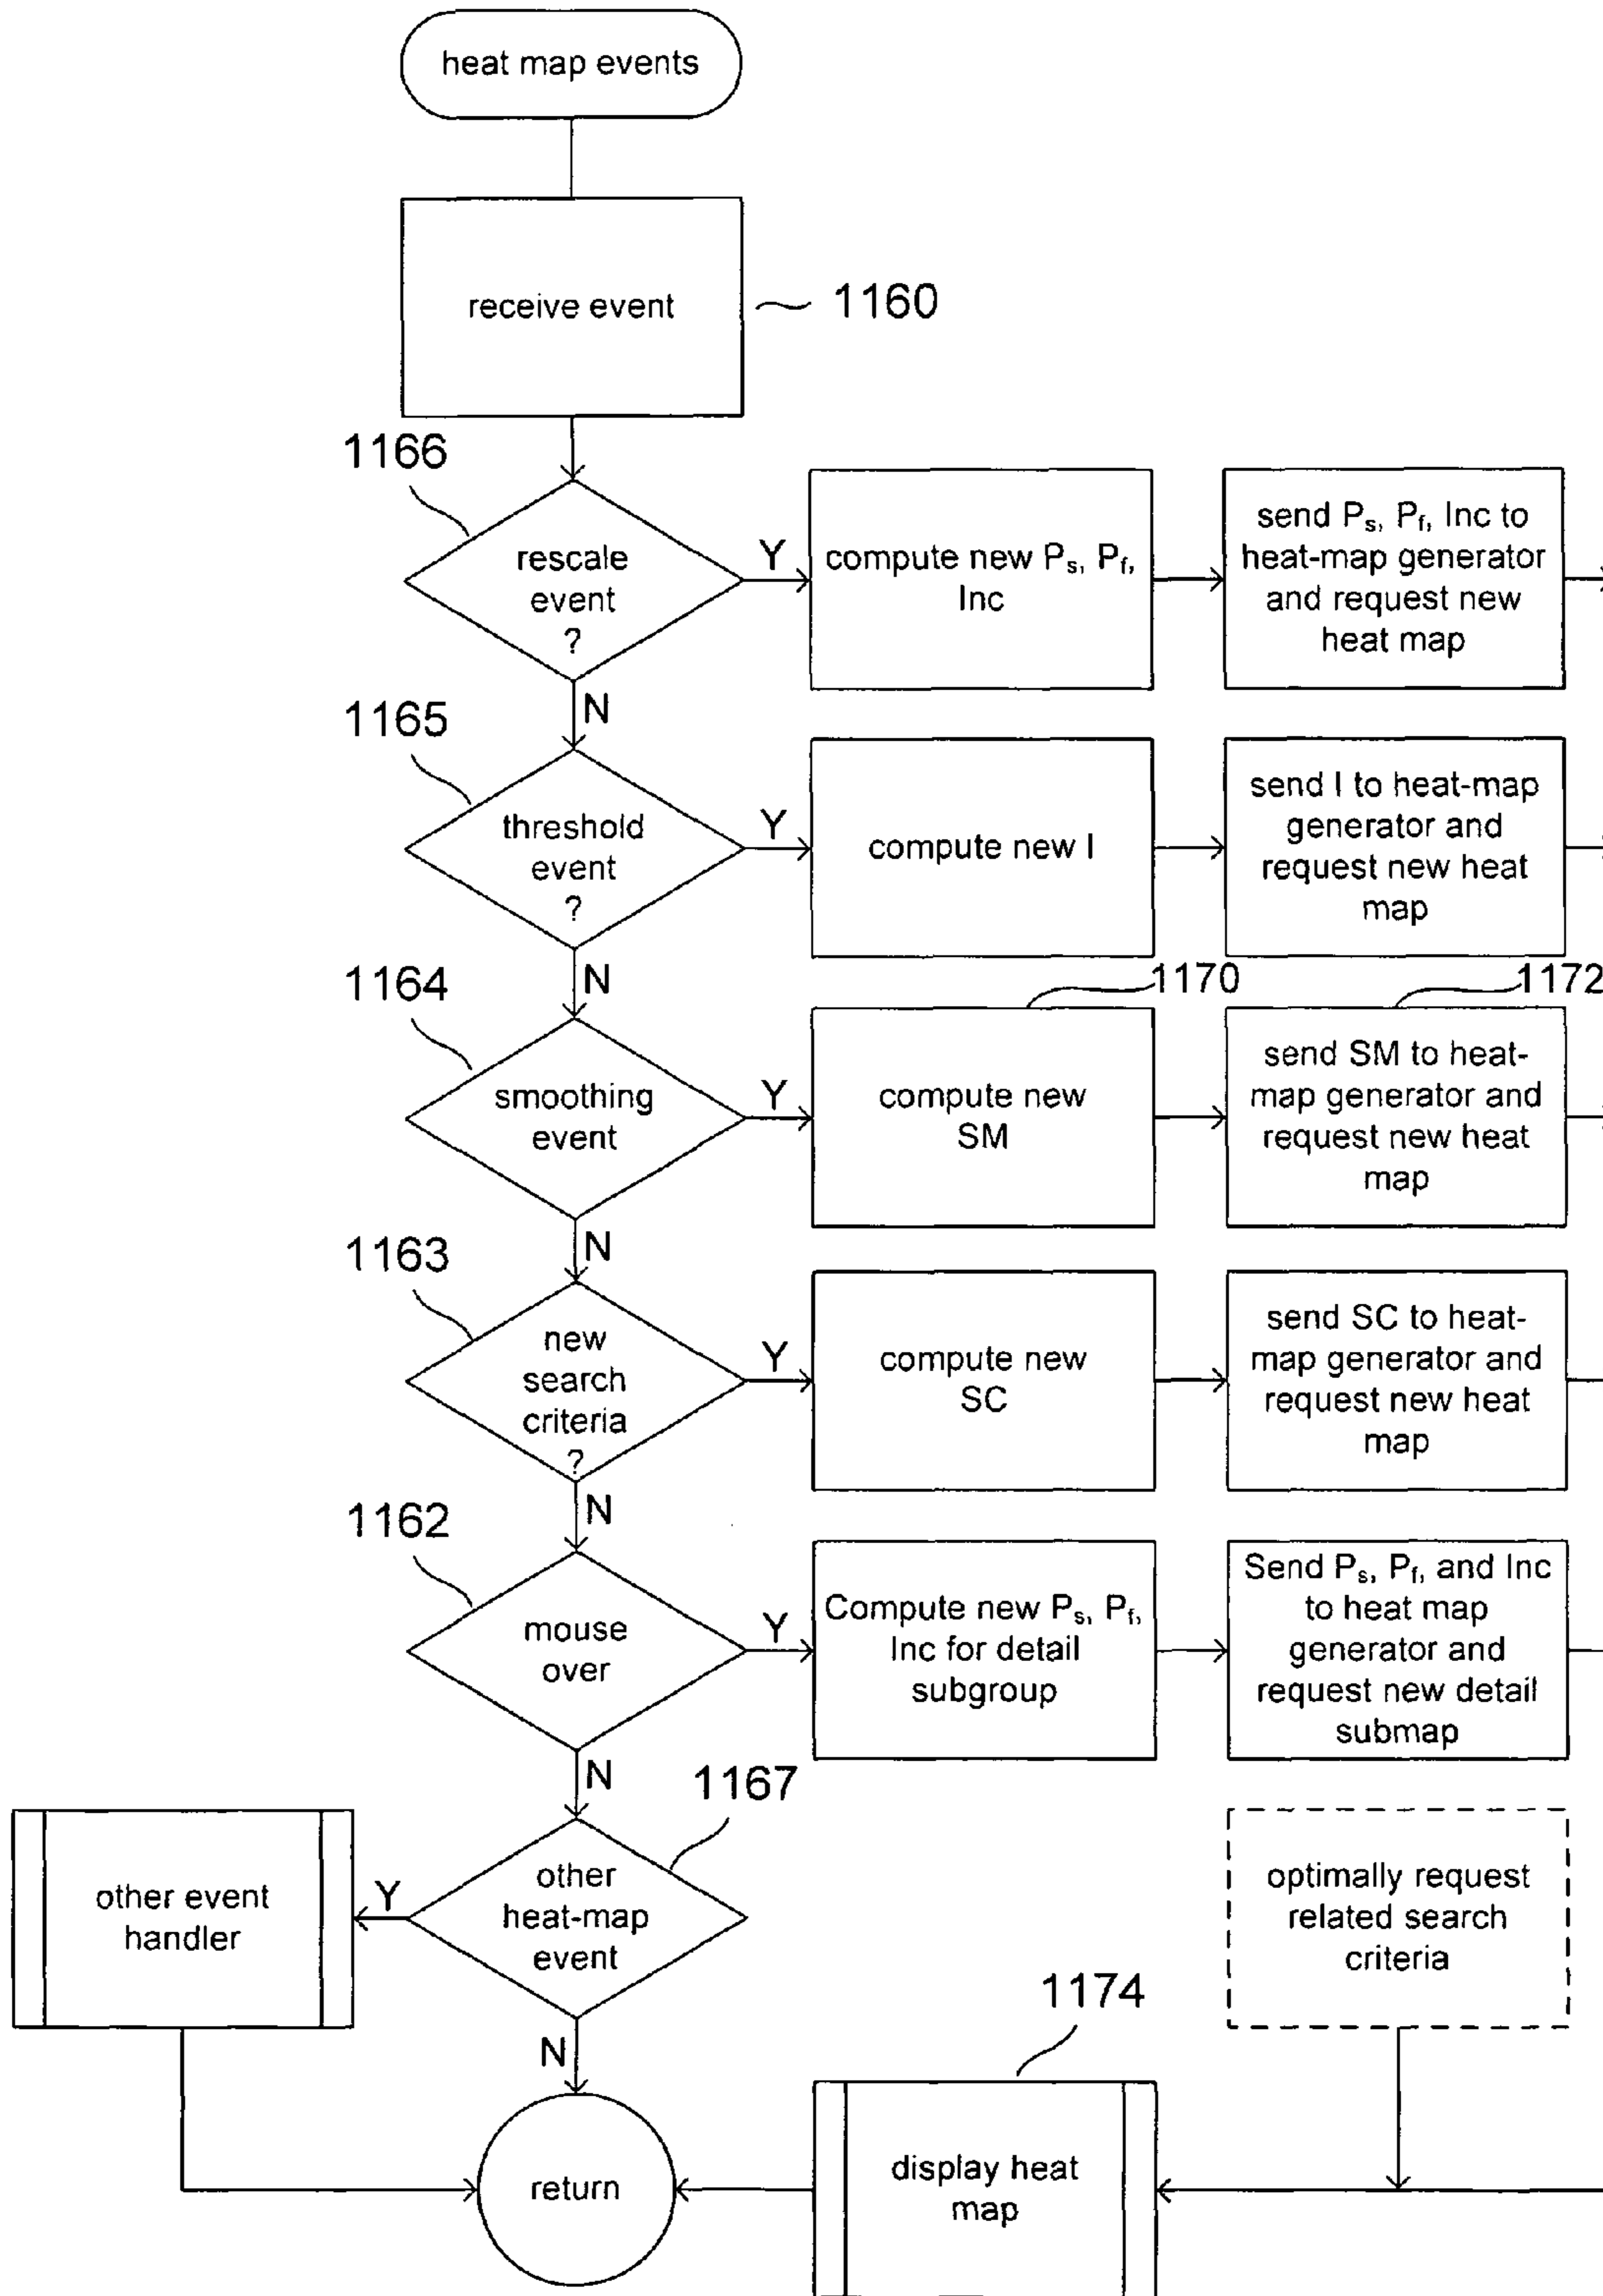 heat map events
receive event
1160
1166
rescale
event
?
Y
compute new Ps, Pf,
Inc
send Ps, Pf, Inc to
heat-map generator
and request new
heat map
N
1165
threshold
event
?
Y
compute new I
send I to heat-map
generator and
request new heat
map
N
1164
smoothing
event
Y
1170
compute new
SM
1172
send SM to heat-
map generator and
request new heat
map
N
1163
new
search
criteria
?
Y
compute new
SC
send SC to heat-
map generator and
request new heat
map
N
1162
mouse
over
Y
Compute new Ps, Pf,
Inc for detail
subgroup
Send Ps, Pf, and Inc
to heat map
generator and
request new detail
submap
N
1167
other
heat-map
event
Y
other event
handler
optimally request
related search
criteria
N
1174
return
display heat
map